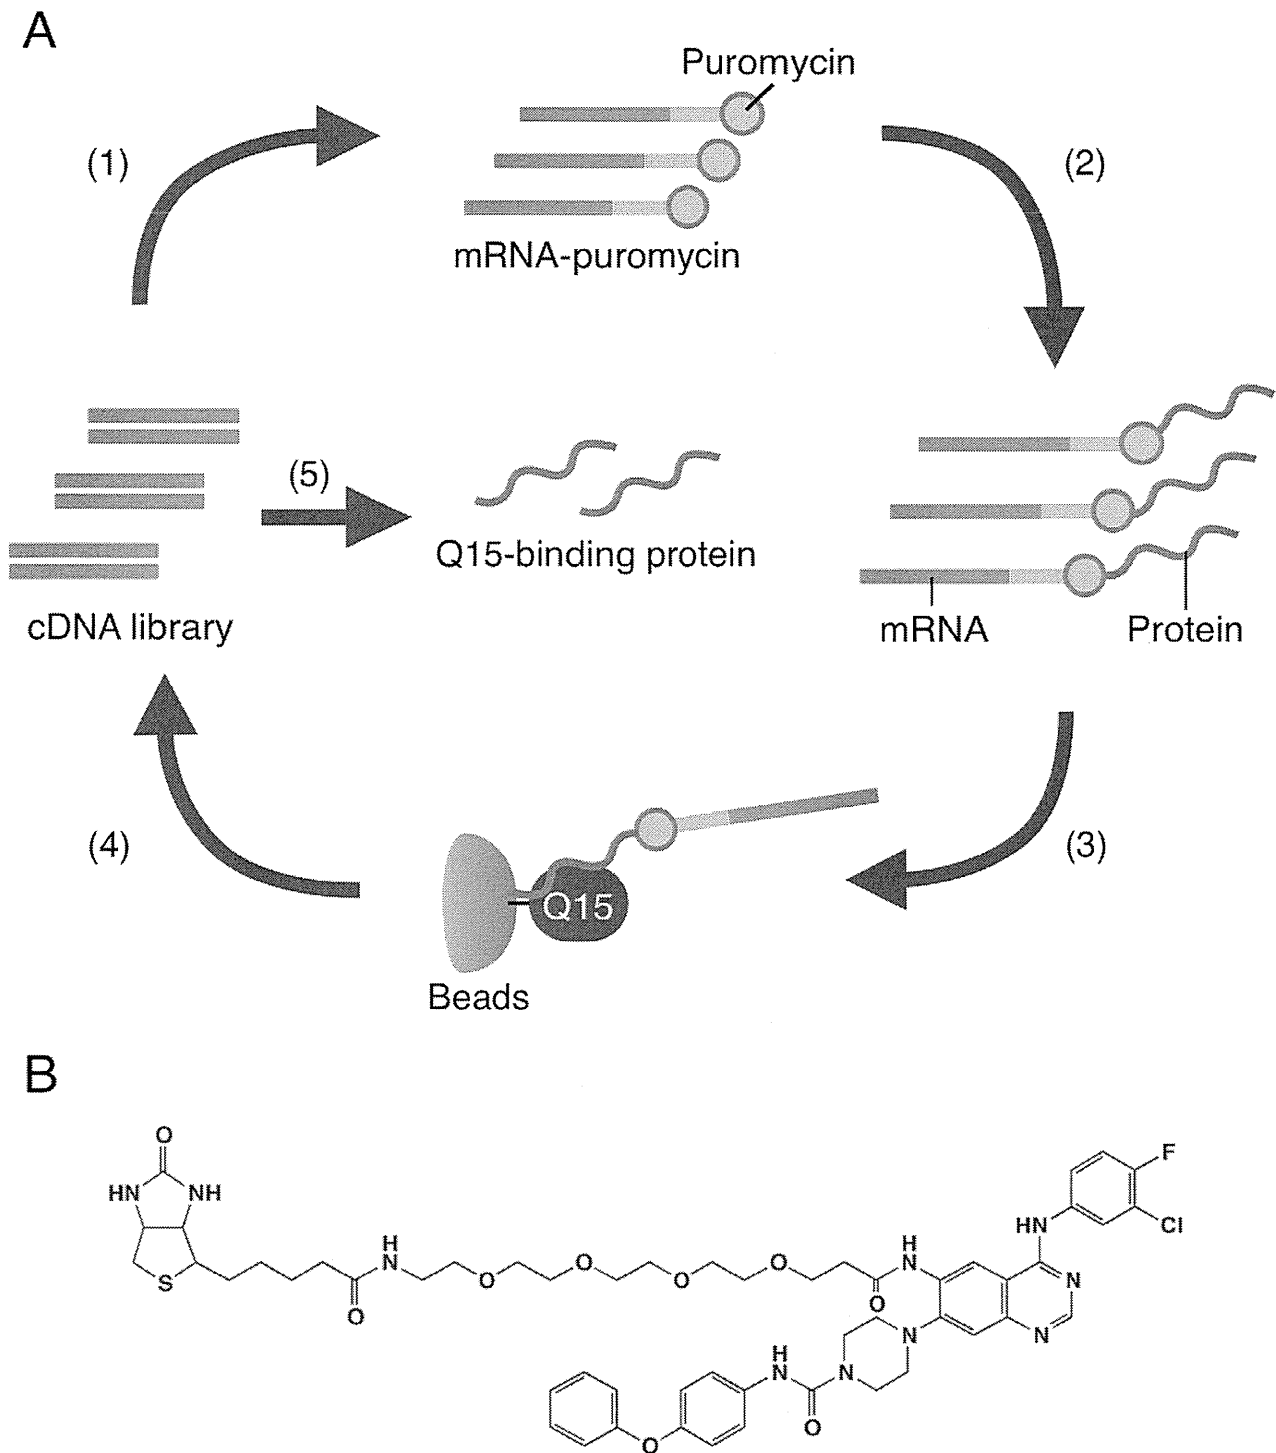 A
Puromycin
(1)
(2)
mRNA-puromycin
(5)
Q15-binding protein
cDNA library
mRNA
Protein
(4)
(3)
Q15
Beads
B
O
HN
NH
S
O
H
N
O
O
O
O
O
H
N
HN
F
Cl
N
N
N
N
O
H
N
O